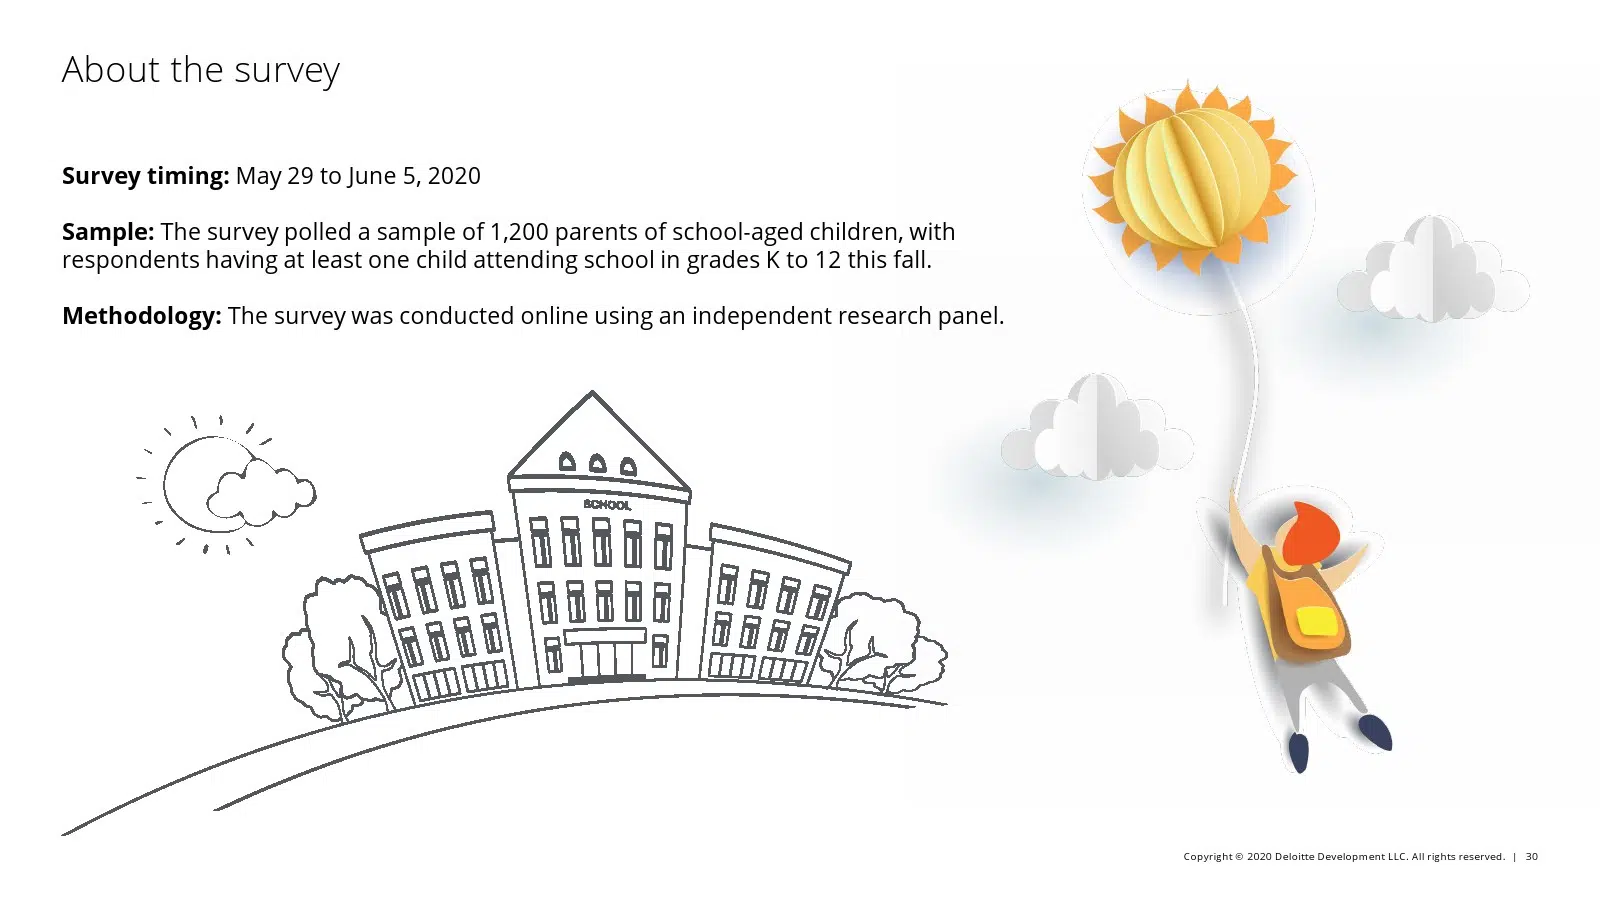 About the survey
Survey timing: May 29 to June 5, 2020
Sample: The survey polled a sample of 1,200 parents of school-aged children, with
respondents having at least one child attending school in grades K to 12 this fall.
Methodology: The survey was conducted online using an independent research panel.
SCHOOL
Copyright © 2020 Deloitte Development LLC. All rights reserved. | 30